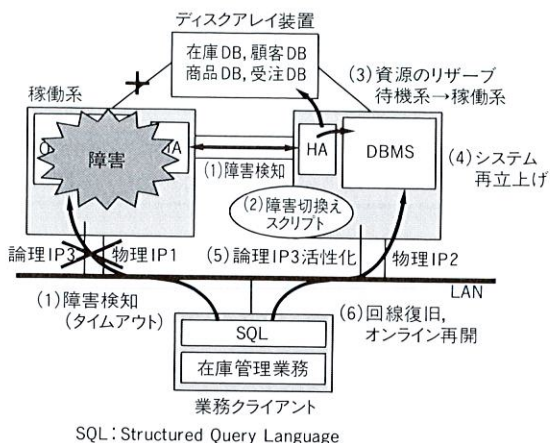 ディスクアレイ装置
在庫DB，顧客DB
商品DB，受注DB
(3)資源のリザーブ
待機系→稼働系
稼働系
障害
HA
DBMS
(1)障害検知
(4)システム
再立上げ
(2)障害切換え
スクリプト
論理IP3
物理IP1
(5)論理IP3活性化
物理IP2
LAN
(1)障害検知
(タイムアウト)
(6)回線復旧，
オンライン再開
SQL
在庫管理業務
業務クライアント
SQL：Structured Query Language